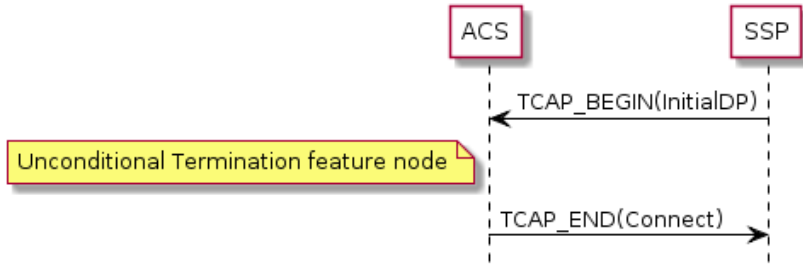 ACS
SSP
TCAP_BEGIN(InitialDP)
Unconditional Termination feature node
TCAP_END(Connect)